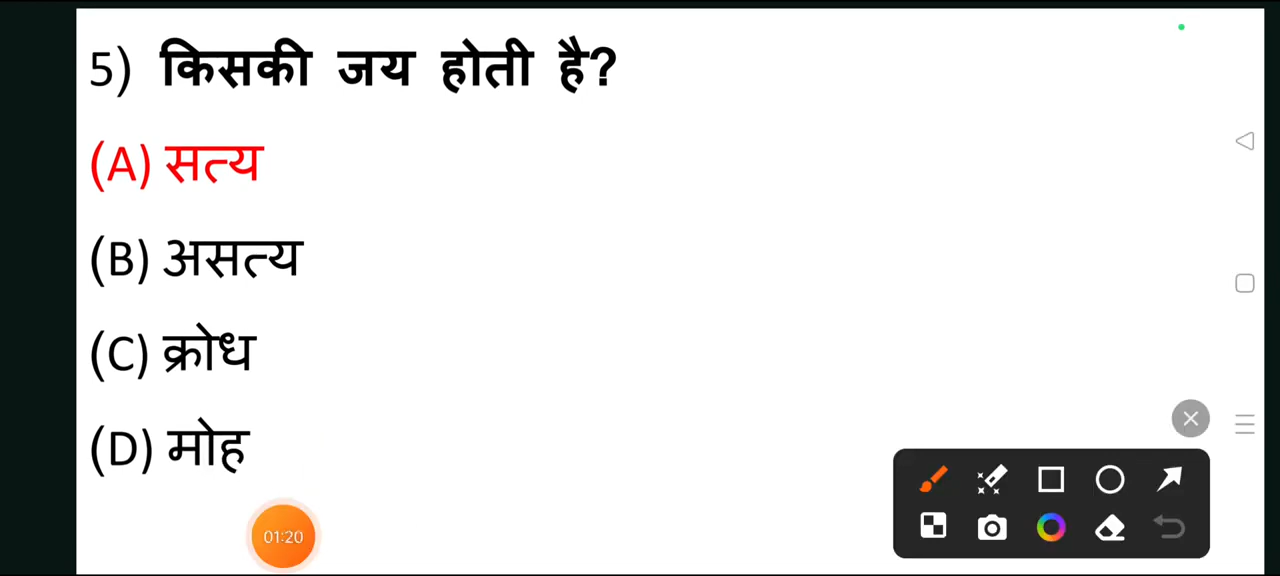 5) किसकी जय होती है?
(A) सत्य
(B) असत्य
(C) क्रोध
(D) मोह
01:20